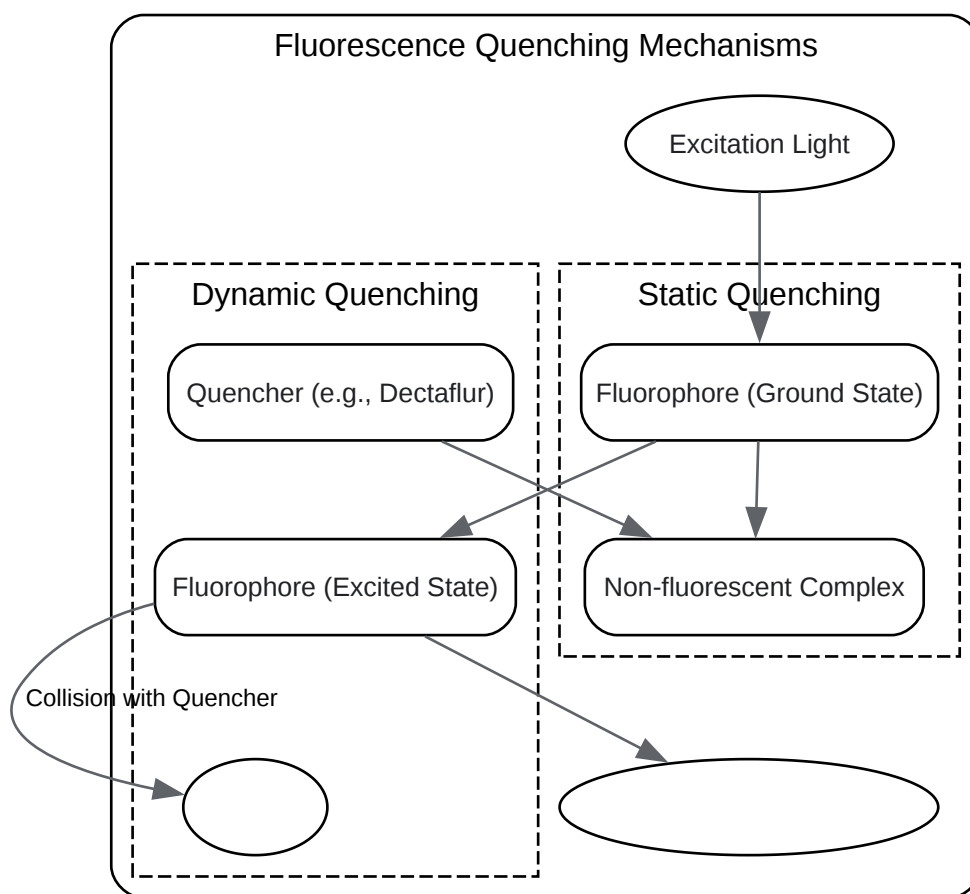 Fluorescence Quenching Mechanisms
Excitation Light
Dynamic Quenching
Static Quenching
Quencher (e.g., Dectaflur)
Fluorophore (Ground State)
Fluorophore (Excited State)
Non-fluorescent Complex
Collision with Quencher